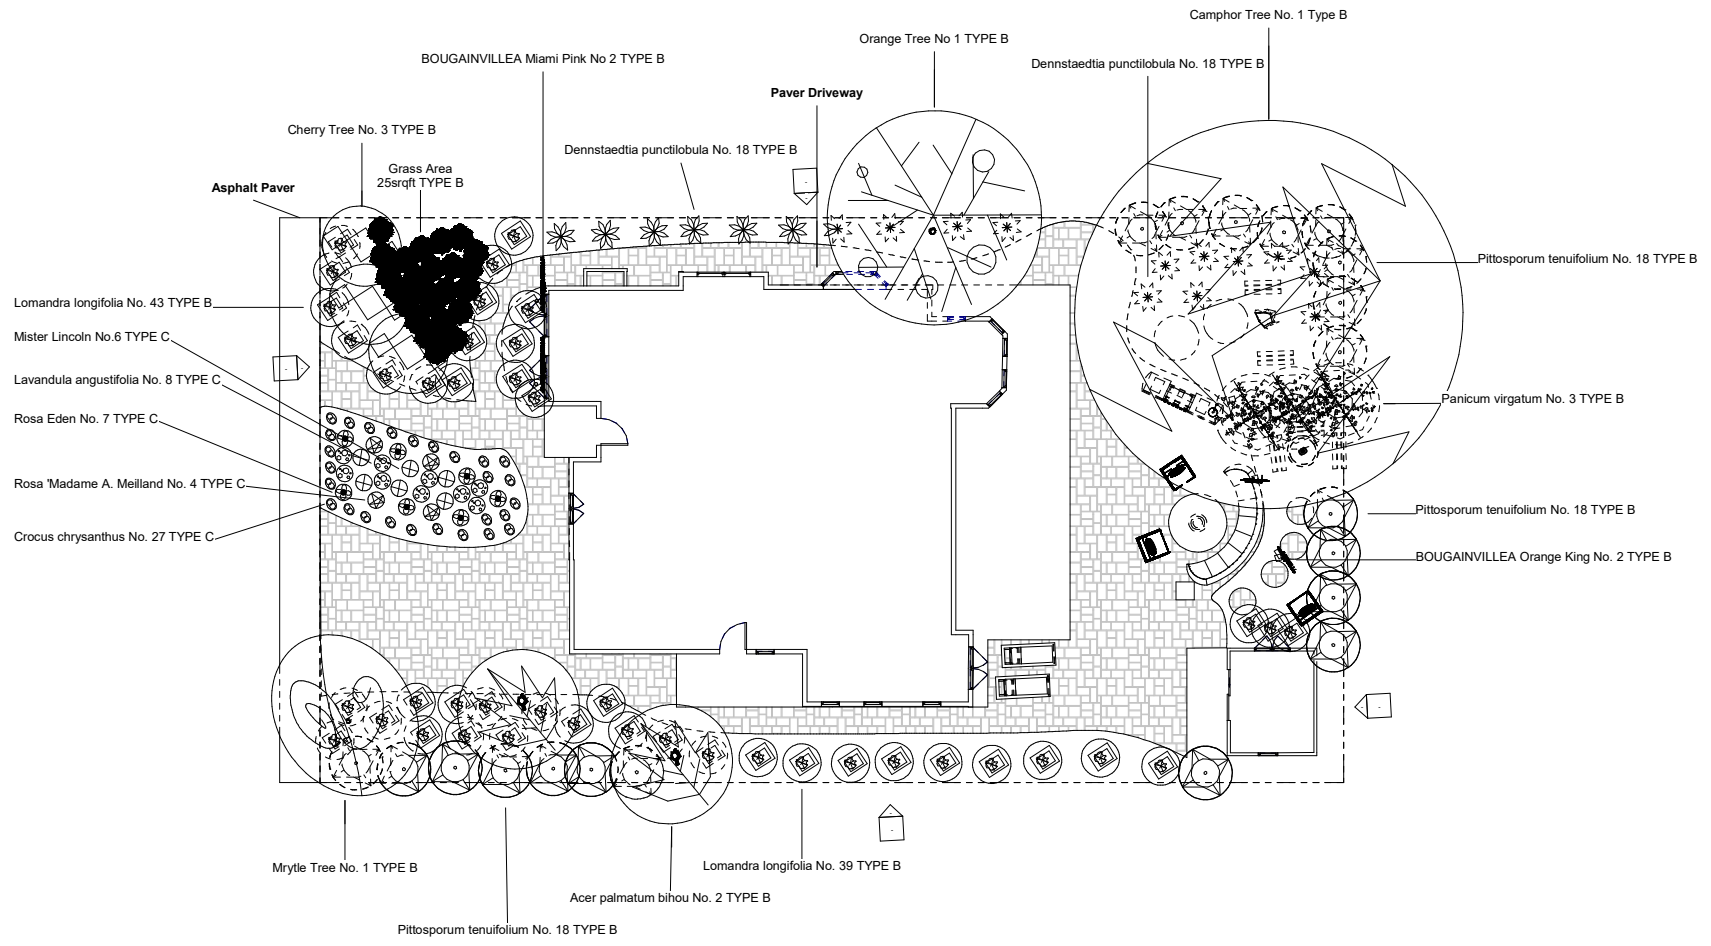 Camphor Tree No. 1 Type B
Orange Tree No 1 TYPE B
BOUGAINVILLEA Miami Pink No 2 TYPE B
Dennstaedtia punctilobula No. 18 TYPE B
Paver Driveway
Cherry Tree No. 3 TYPE B
Dennstaedtia punctilobula No. 18 TYPE B
Grass Area
25srqft TYPE B
Asphalt Paver
Pittosporum tenuifolium No. 18 TYPE B
Lomandra longifolia No. 43 TYPE B
Mister Lincoln No.6 TYPE C
Lavandula angustifolia No. 8 TYPE C
Panicum virgatum No. 3 TYPE B
Rosa Eden No. 7 TYPE C
Rosa 'Madame A. Meilland No. 4 TYPE C
Pittosporum tenuifolium No. 18 TYPE B
Crocus chrysanthus No. 27 TYPE C
BOUGAINVILLEA Orange King No. 2 TYPE B
Mrytle Tree No. 1 TYPE B
Lomandra longifolia No. 39 TYPE B
Acer palmatum bihou No. 2 TYPE B
Pittosporum tenuifolium No. 18 TYPE B